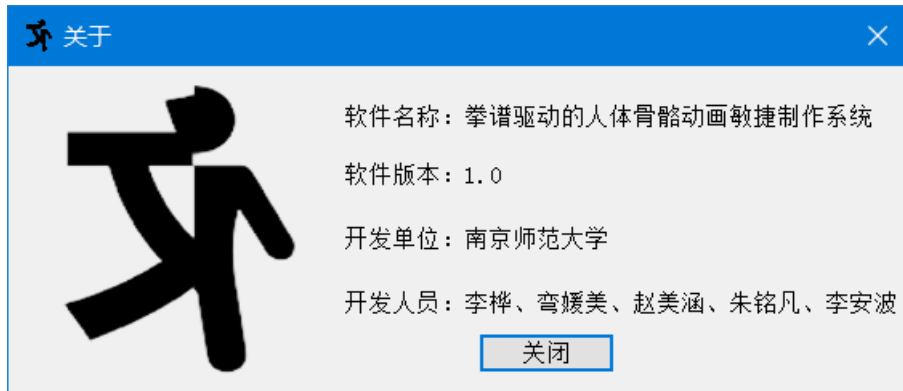 关于
软件名称：拳谱驱动的人体骨骼动画敏捷制作系统
软件版本：1.0
开发单位：南京师范大学
开发人员：李桦、弯媛美、赵美涵、朱铭凡、李安波
关闭